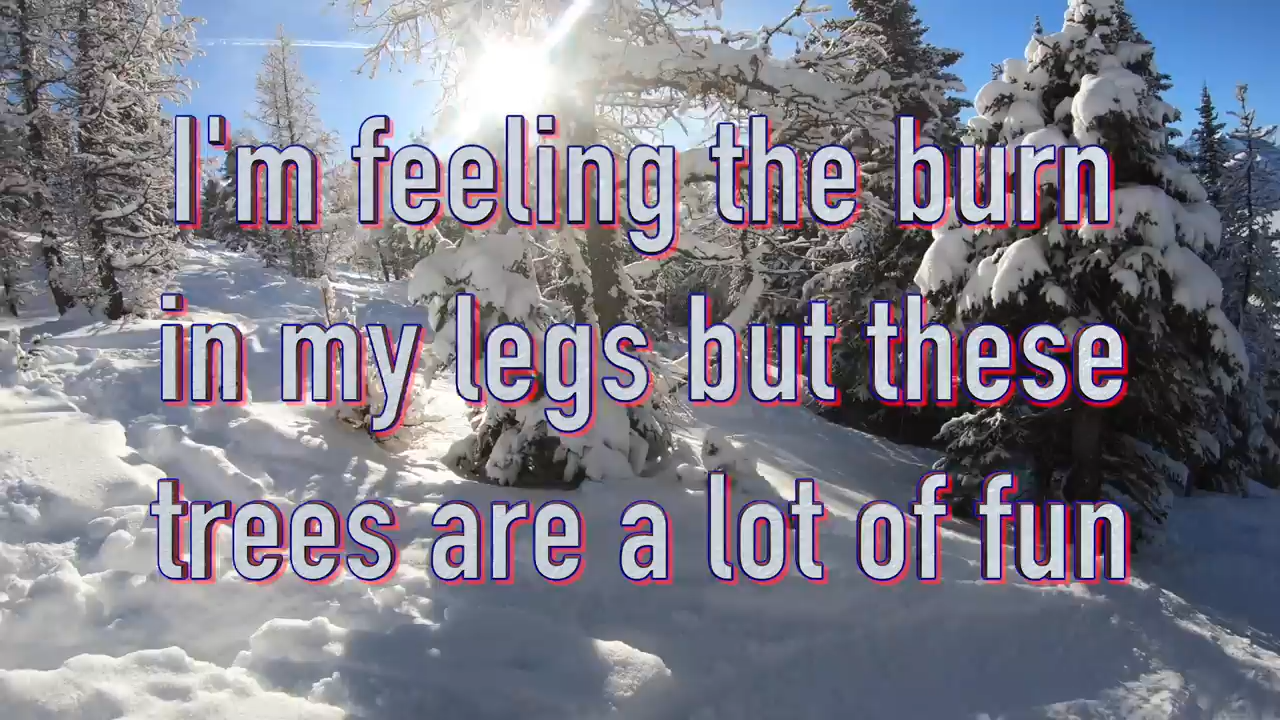 I'm feeling the burn
in my legs but these
trees are a lot of fun